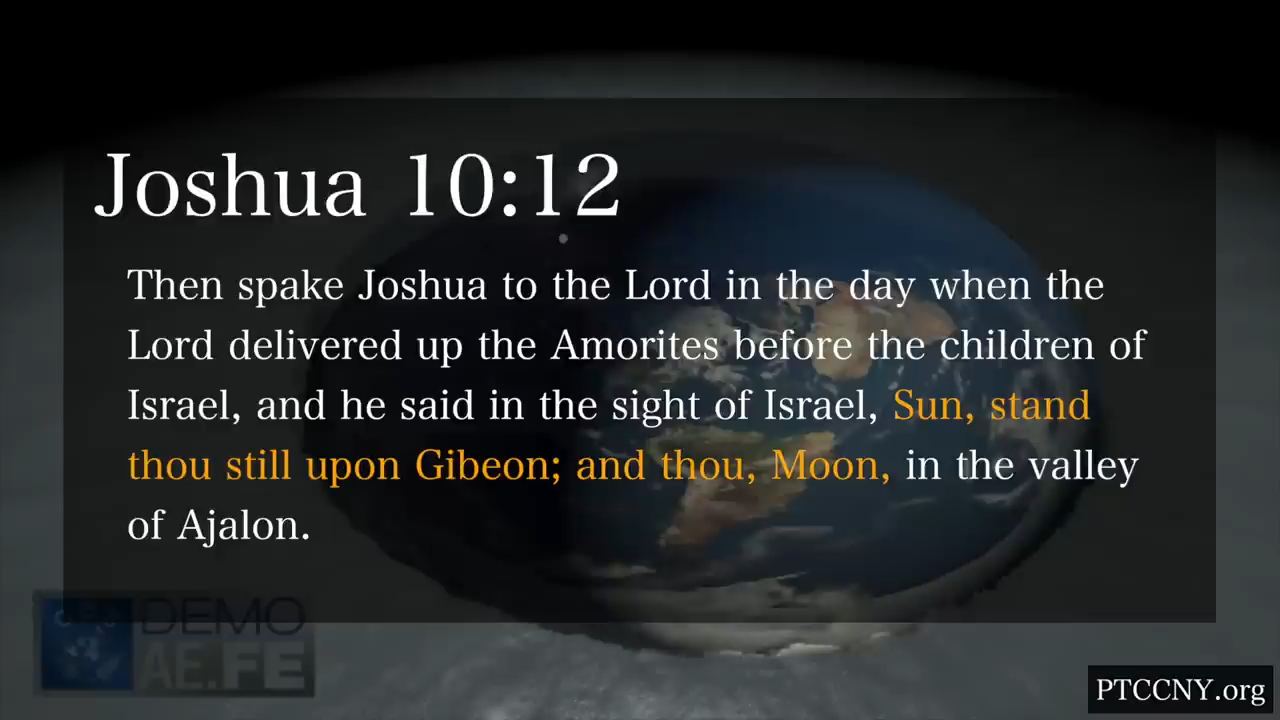 Joshua 10:12
Then spake Joshua to the Lord in the day when the
Lord delivered up the Amorites before the children of
Israel, and he said in the sight of Israel, Sun, stand
thou still upon Gibeon; and thou, Moon, in the valley
of Ajalon.
DEMO
AE.FE
PTCCNY.org